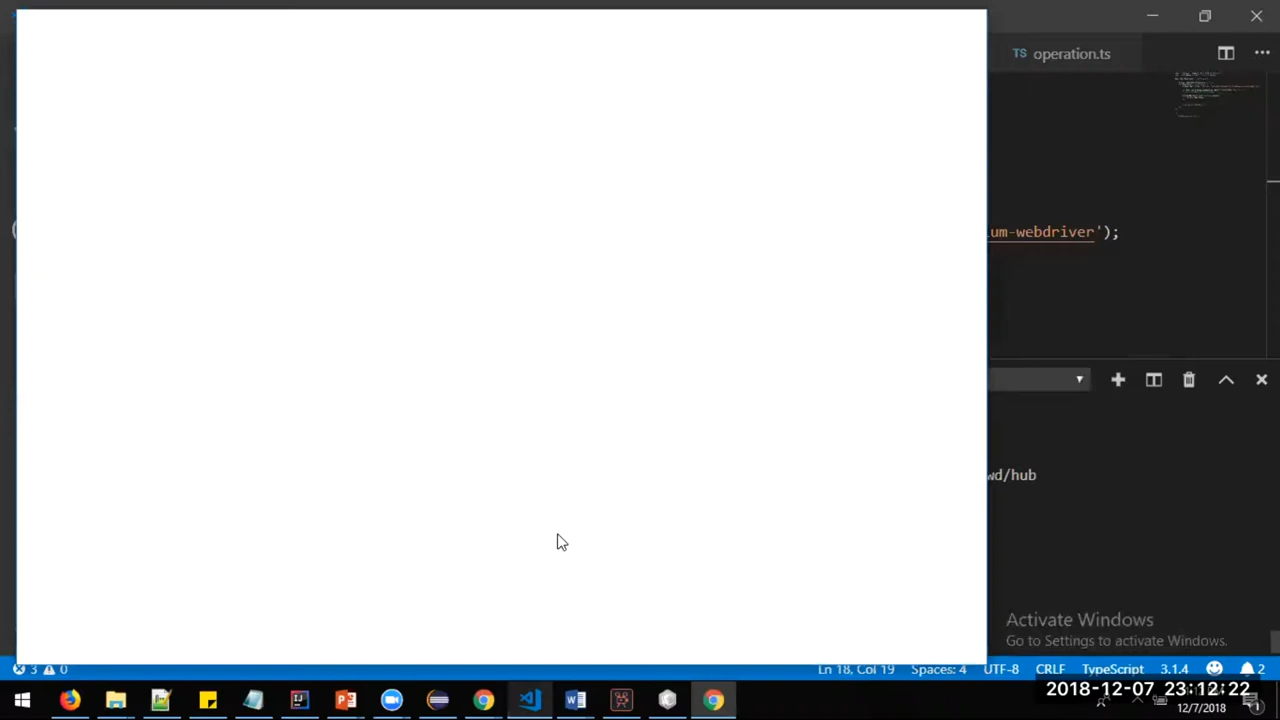 TS operation.ts
um-webdriver');
wd/hub
Activate Windows
Go to Settings to activate Windows.
3 0 Ln 18, Col 19 Spaces: 4 UTF-8 CRLF TypeScript 3.1.4 2
2018-12-07 23:12:22
12/7/2018